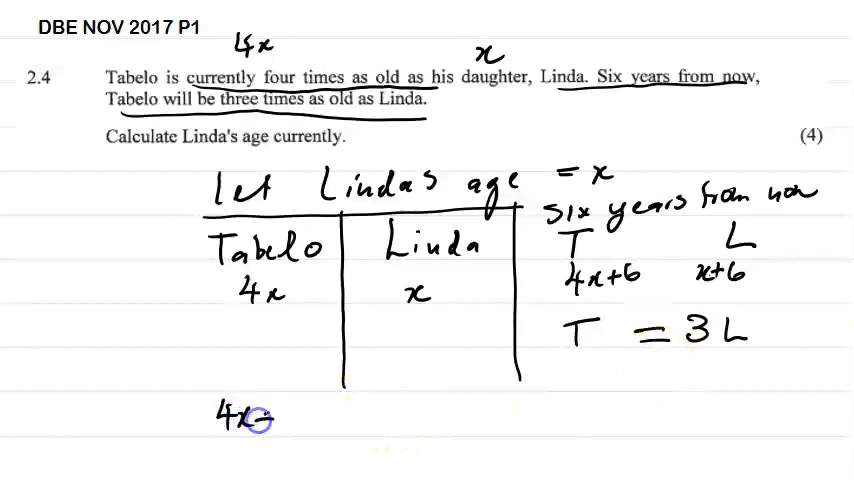 DBE NOV 2017 P1
4x x
2.4 Tabelo is currently four times as old as his daughter, Linda. Six years from now,
Tabelo will be three times as old as Linda.
Calculate Linda's age currently. (4)
Let Lindas age = x
six years from now
Tabelo Linda T L
4x x 4x+6 x+6
T = 3L
4x